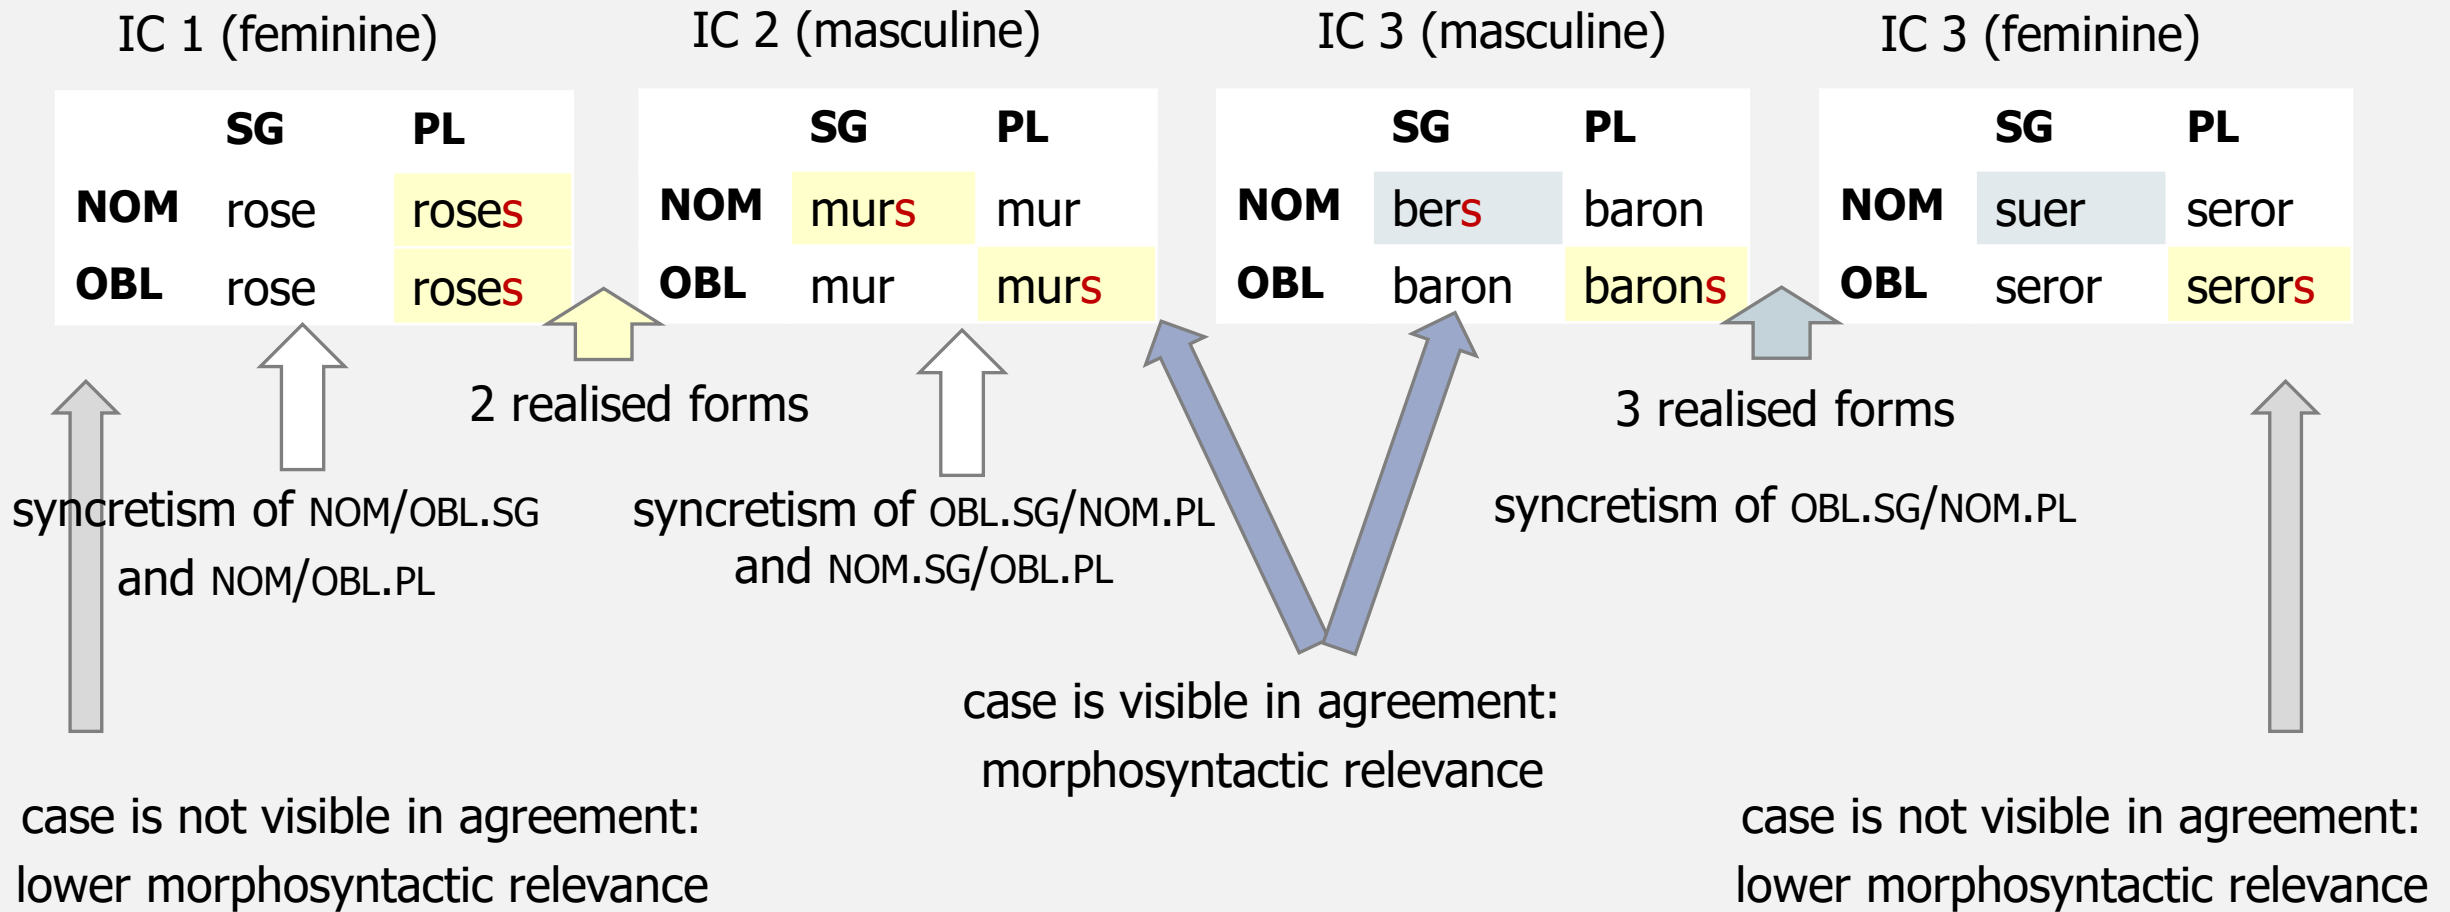 IC 1 (feminine) IC 2 (masculine) IC 3 (masculine) IC 3 (feminine)
SG PL SG PL SG PL SG PL
NOM rose roses NOM murs mur NOM bers baron NOM suer seror
OBL rose roses OBL mur murs OBL baron barons OBL seror serors
2 realised forms 3 realised forms
syncretism of NOM/OBL.SG syncretism of OBL.SG/NOM.PL syncretism of OBL.SG/NOM.PL
and NOM/OBL.PL and NOM.SG/OBL.PL
case is visible in agreement:
morphosyntactic relevance
case is not visible in agreement: case is not visible in agreement:
lower morphosyntactic relevance lower morphosyntactic relevance